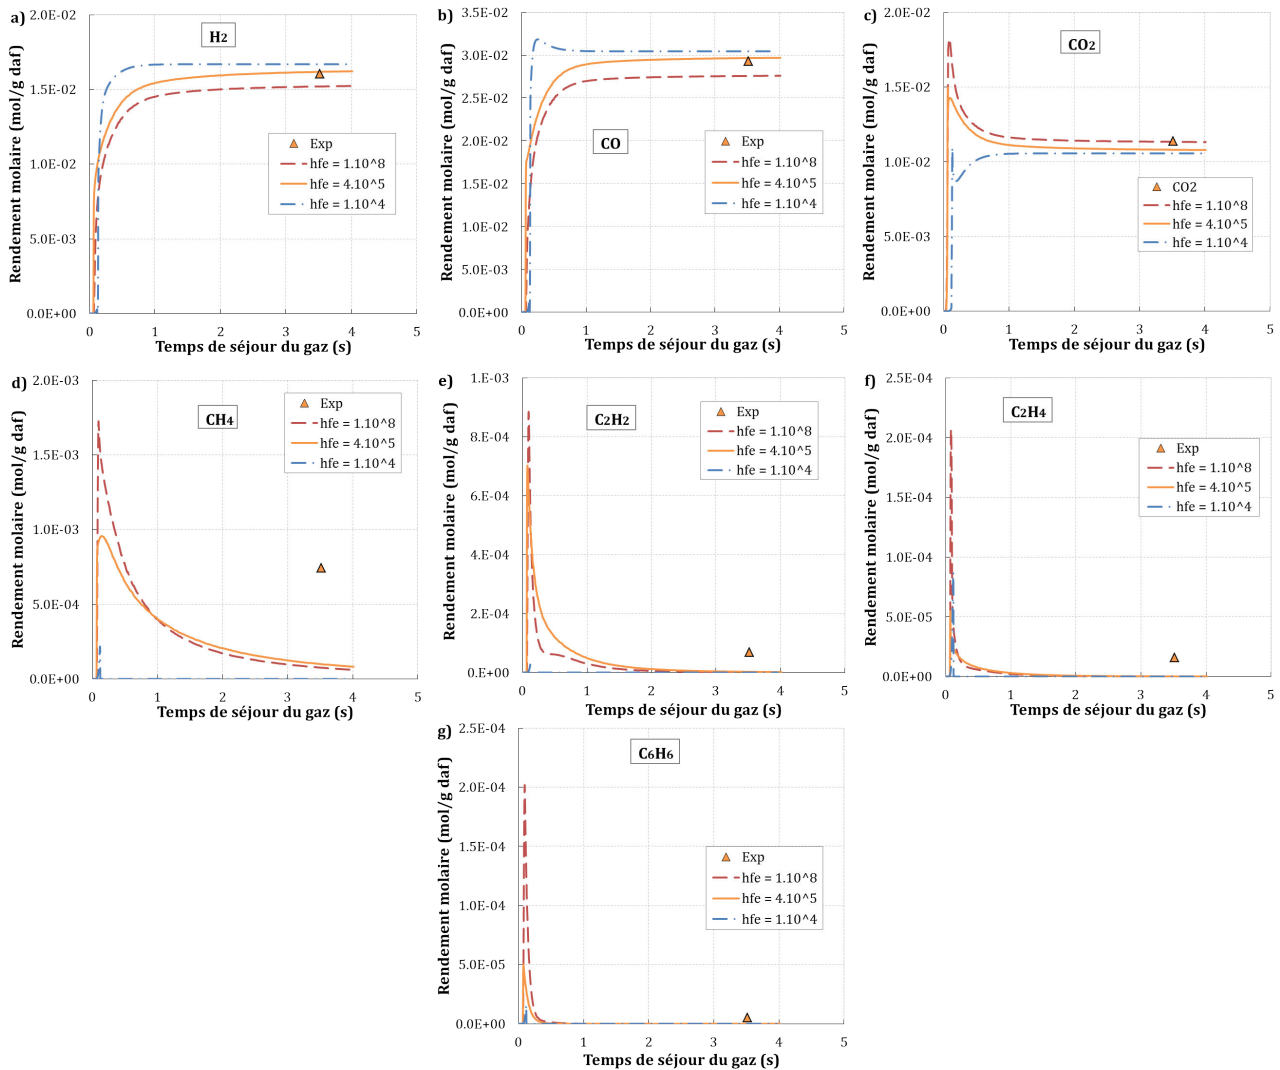 a)
H2
Rendement molaire (mol/g daf)
2.0E-02
1.5E-02
1.0E-02
5.0E-03
0.0E+00
0 1 2 3 4 5
Temps de séjour du gaz (s)
Exp
hfe = 1.10^8
hfe = 4.10^5
hfe = 1.10^4
b)
CO
Rendement molaire (mol/g daf)
3.5E-02
3.0E-02
2.5E-02
2.0E-02
1.5E-02
1.0E-02
5.0E-03
0.0E+00
0 1 2 3 4 5
Temps de séjour du gaz (s)
Exp
hfe = 1.10^8
hfe = 4.10^5
hfe = 1.10^4
c)
CO2
Rendement molaire (mol/g daf)
2.0E-02
1.5E-02
1.0E-02
5.0E-03
0.0E+00
0 1 2 3 4 5
Temps de séjour du gaz (s)
CO2
hfe = 1.10^8
hfe = 4.10^5
hfe = 1.10^4
d)
CH4
Rendement molaire (mol/g daf)
2.0E-03
1.5E-03
1.0E-03
5.0E-04
0.0E+00
0 1 2 3 4 5
Temps de séjour du gaz (s)
Exp
hfe = 1.10^8
hfe = 4.10^5
hfe = 1.10^4
e)
C2H2
Rendement molaire (mol/g daf)
1.E-03
8.E-04
6.E-04
4.E-04
2.E-04
0.E+00
0 1 2 3 4 5
Temps de séjour du gaz (s)
Exp
hfe = 1.10^8
hfe = 4.10^5
hfe = 1.10^4
f)
C2H4
Rendement molaire (mol/g daf)
2.5E-04
2.0E-04
1.5E-04
1.0E-04
5.0E-05
0.0E+00
0 1 2 3 4 5
Temps de séjour du gaz (s)
Exp
hfe = 1.10^8
hfe = 4.10^5
hfe = 1.10^4
g)
C6H6
Rendement molaire (mol/g daf)
2.5E-04
2.0E-04
1.5E-04
1.0E-04
5.0E-05
0.0E+00
0 1 2 3 4 5
Temps de séjour du gaz (s)
Exp
hfe = 1.10^8
hfe = 4.10^5
hfe = 1.10^4